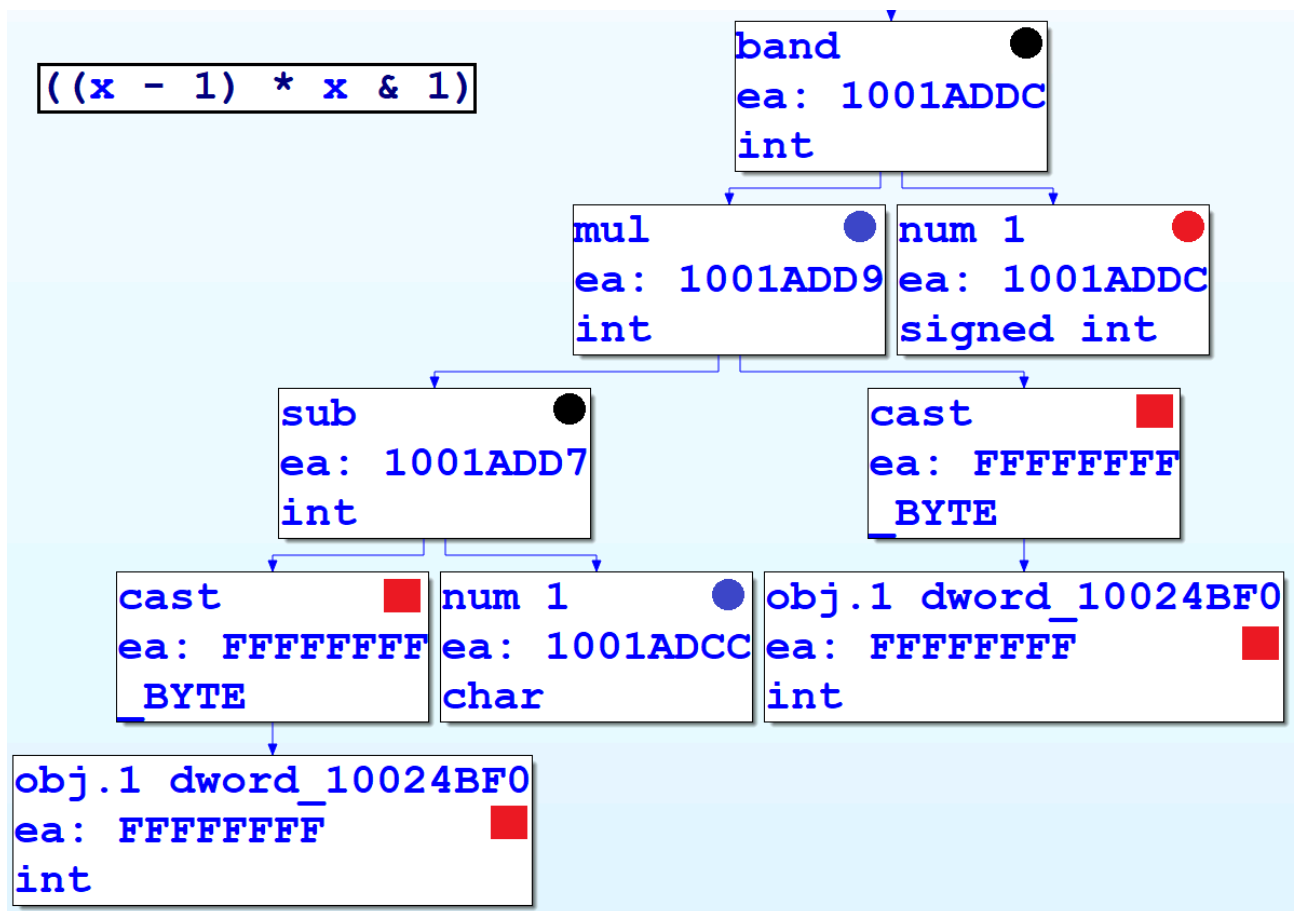 ((x - 1) * x & 1)
band
ea: 1001ADDC
int
mul
ea: 1001ADD9
int
num 1
ea: 1001ADDC
signed int
sub
ea: 1001ADD7
int
cast
ea: FFFFFFFF
_BYTE
cast
ea: FFFFFFFF
_BYTE
num 1
ea: 1001ADCC
char
obj.1 dword_10024BF0
ea: FFFFFFFF
int
obj.1 dword_10024BF0
ea: FFFFFFFF
int